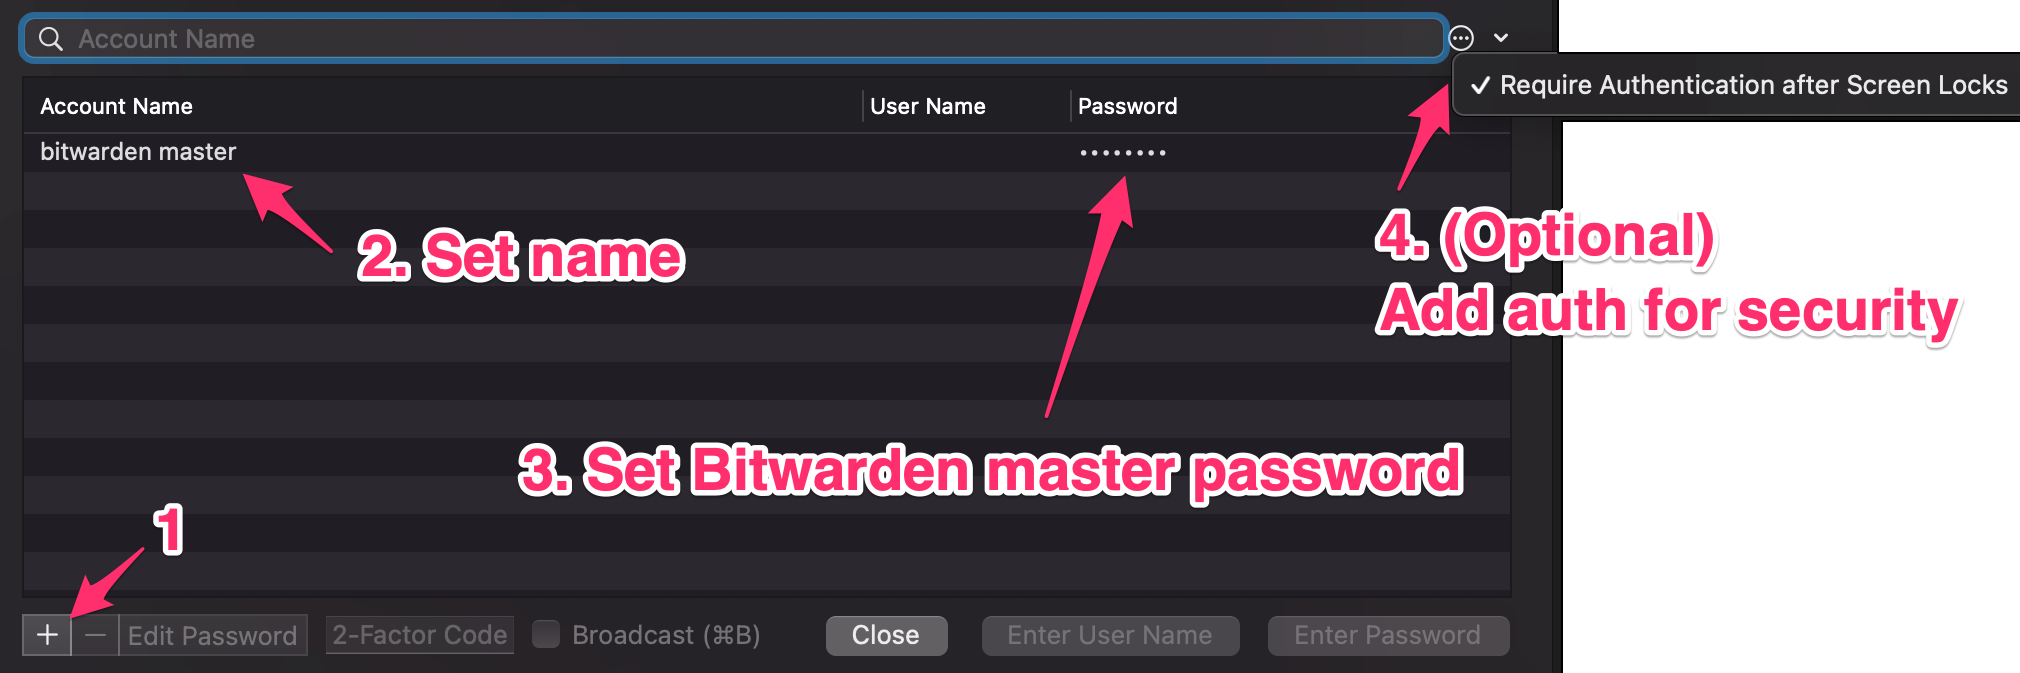 Account Name
✓ Require Authentication after Screen Locks
Account Name User Name Password
bitwarden master ••••••••
2. Set name
4. (Optional)
Add auth for security
3. Set Bitwarden master password
1
+ — Edit Password 2-Factor Code Broadcast (⌘B) Close Enter User Name Enter Password